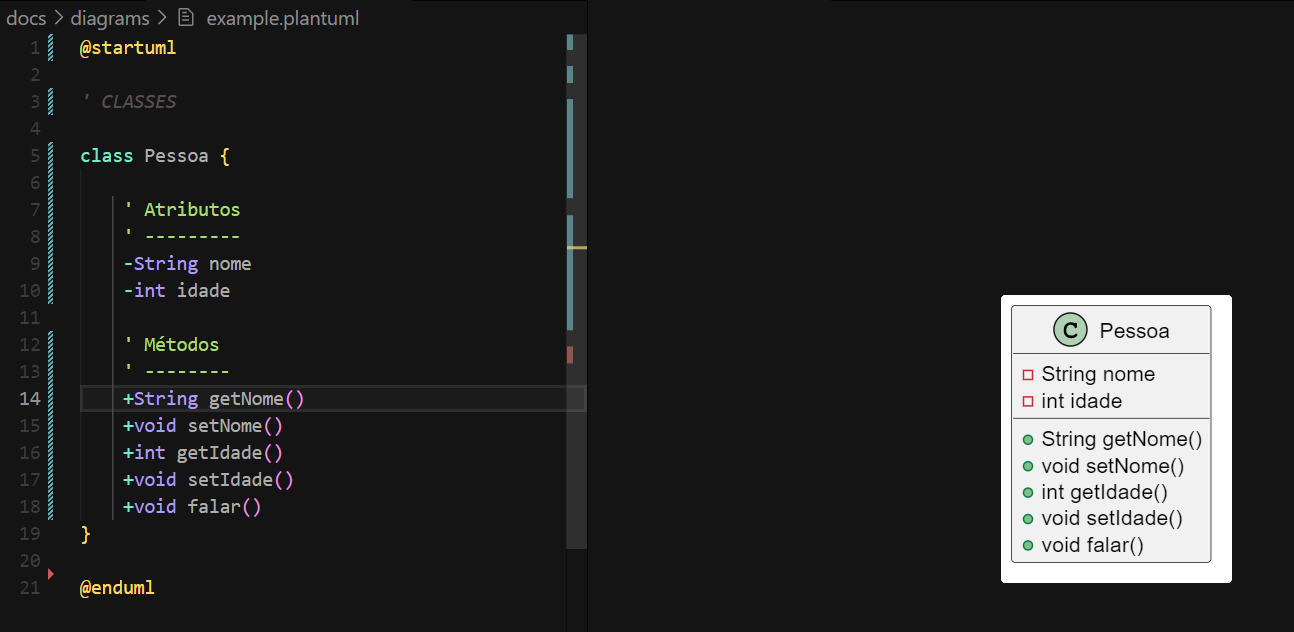 docs > diagrams > example.plantuml
1 @startuml
2
3 ' CLASSES
4
5 class Pessoa {
6
7 ' Atributos
8 ' ---------
9 -String nome
10 -int idade
11
12 ' Métodos
13 ' --------
14 +String getNome()
15 +void setNome()
16 +int getIdade()
17 +void setIdade()
18 +void falar()
19 }
20
21 @enduml
C Pessoa
String nome
int idade
String getNome()
void setNome()
int getIdade()
void setIdade()
void falar()